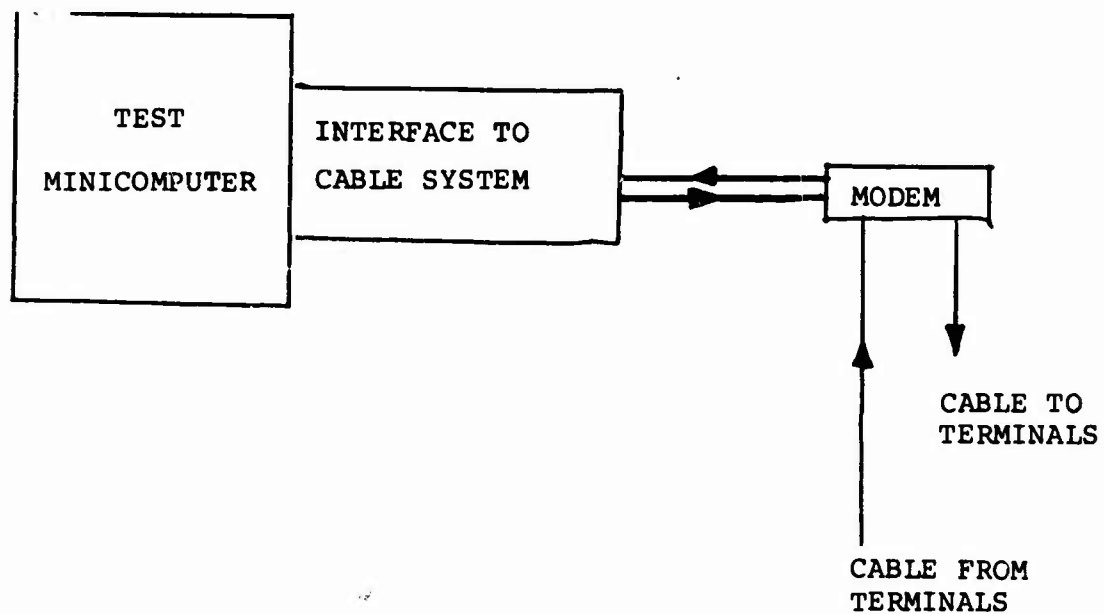 TEST
MINICOMPUTER
INTERFACE TO
CABLE SYSTEM
MODEM
CABLE TO
TERMINALS
CABLE FROM
TERMINALS